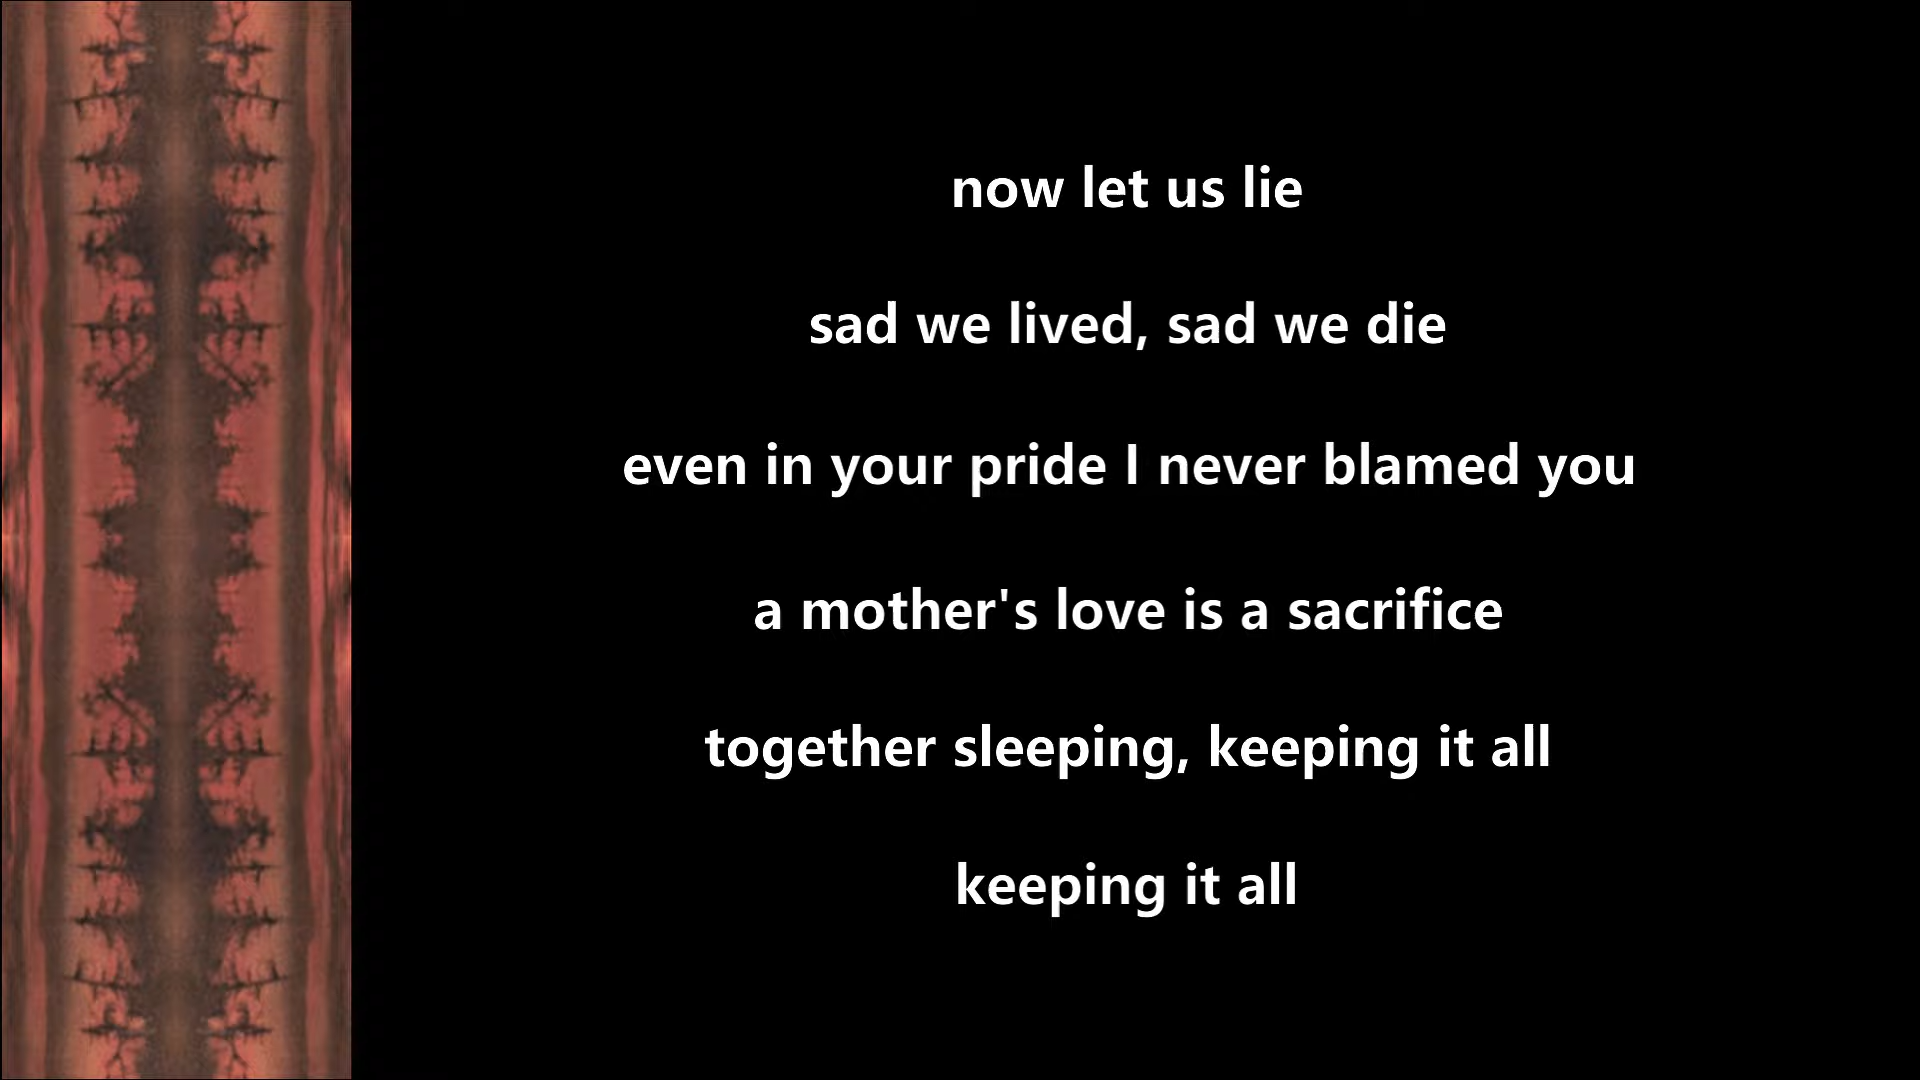 now let us lie
sad we lived, sad we die
even in your pride I never blamed you
a mother's love is a sacrifice
together sleeping, keeping it all
keeping it all